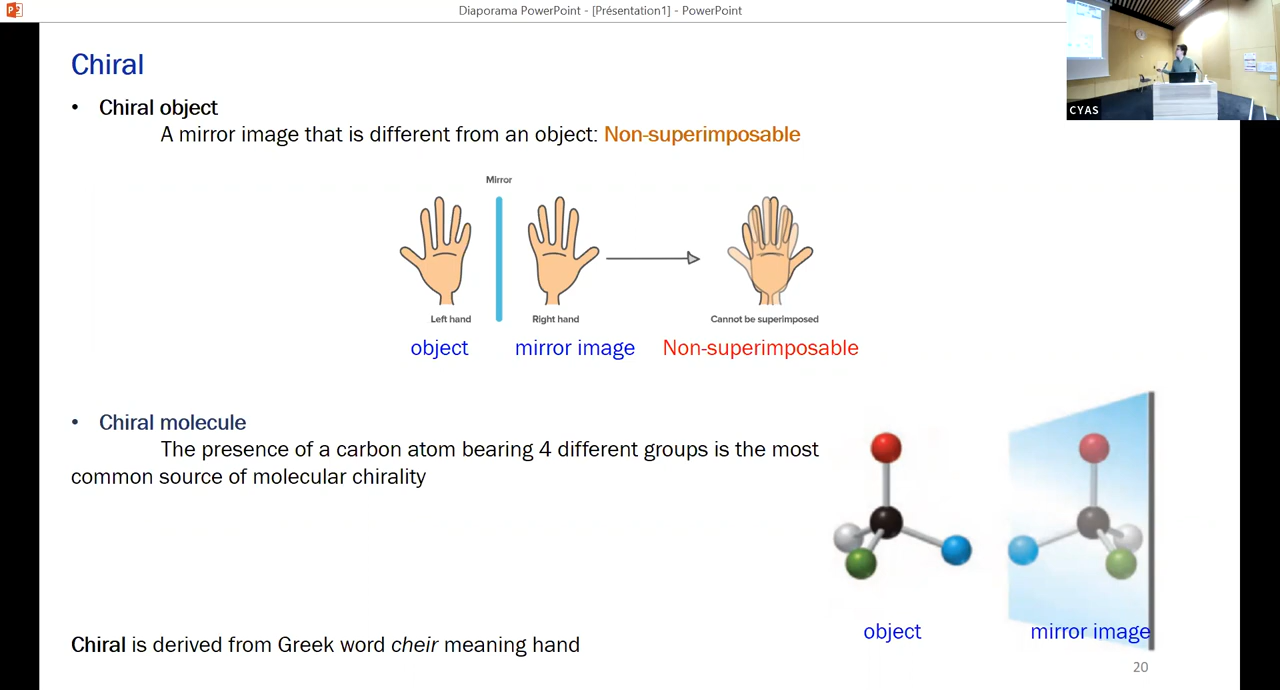 Diaporama PowerPoint - [Présentation1] - PowerPoint
CYAS
Chiral
• Chiral object
A mirror image that is different from an object: Non-superimposable
Mirror
Left hand
Right hand
Cannot be superimposed
object
mirror image
Non-superimposable
• Chiral molecule
The presence of a carbon atom bearing 4 different groups is the most
common source of molecular chirality
object
mirror image
Chiral is derived from Greek word cheir meaning hand
20